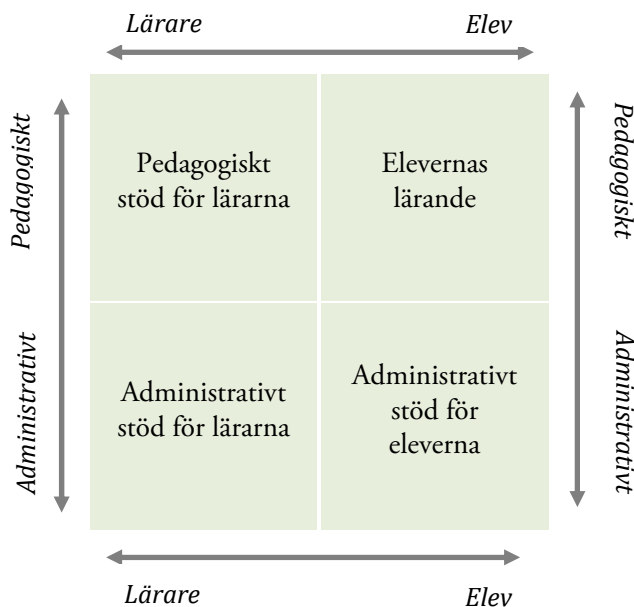 Lärare Elev
Pedagogiskt
Administrativt
Pedagogiskt
stöd för lärarna
Elevernas
lärande
Administrativt
stöd för lärarna
Administrativt
stöd för
eleverna
Pedagogiskt
Administrativt
Lärare Elev